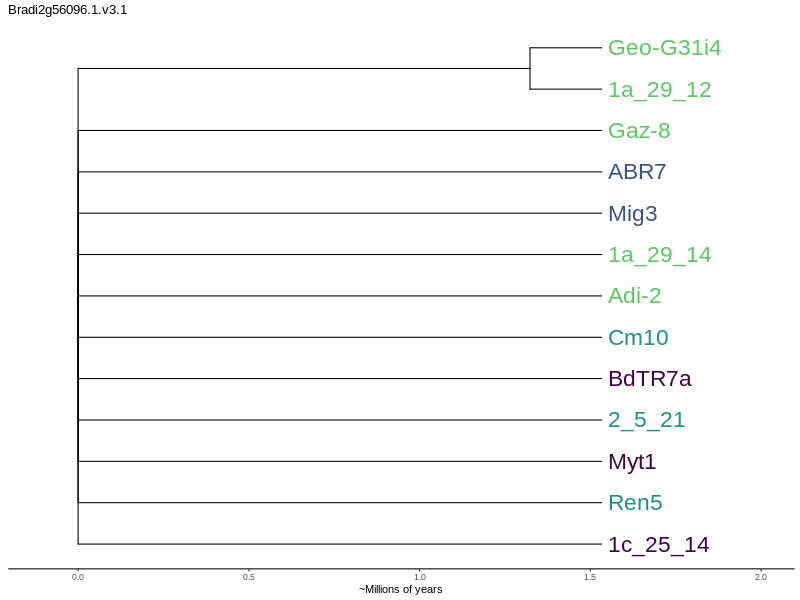 Bradi2g56096.1.v3.1
Geo-G31i4
1a_29_12
Gaz-8
ABR7
Mig3
1a_29_14
Adi-2
Cm10
BdTR7a
2_5_21
Myt1
Ren5
1c_25_14
0.0 0.5 1.0 1.5 2.0
~Millions of years